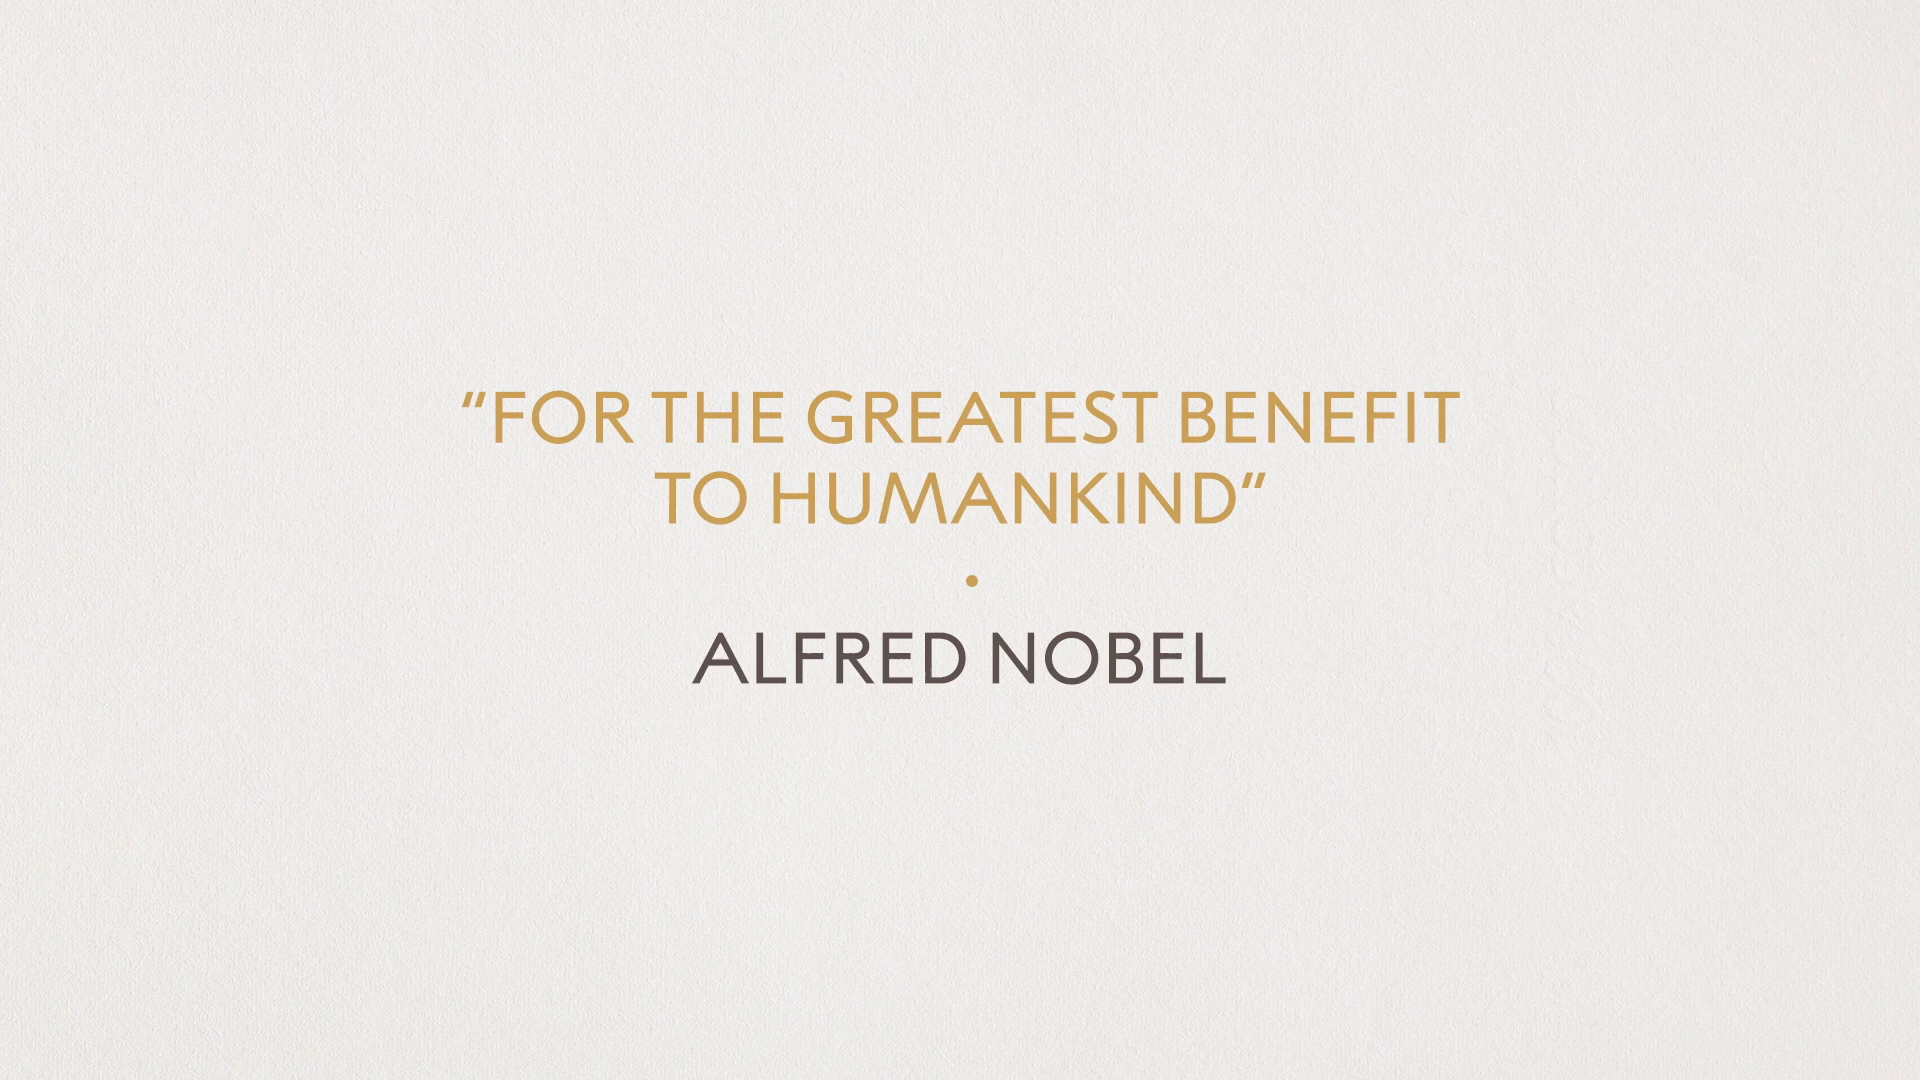 "FOR THE GREATEST BENEFIT
TO HUMANKIND"
•
ALFRED NOBEL